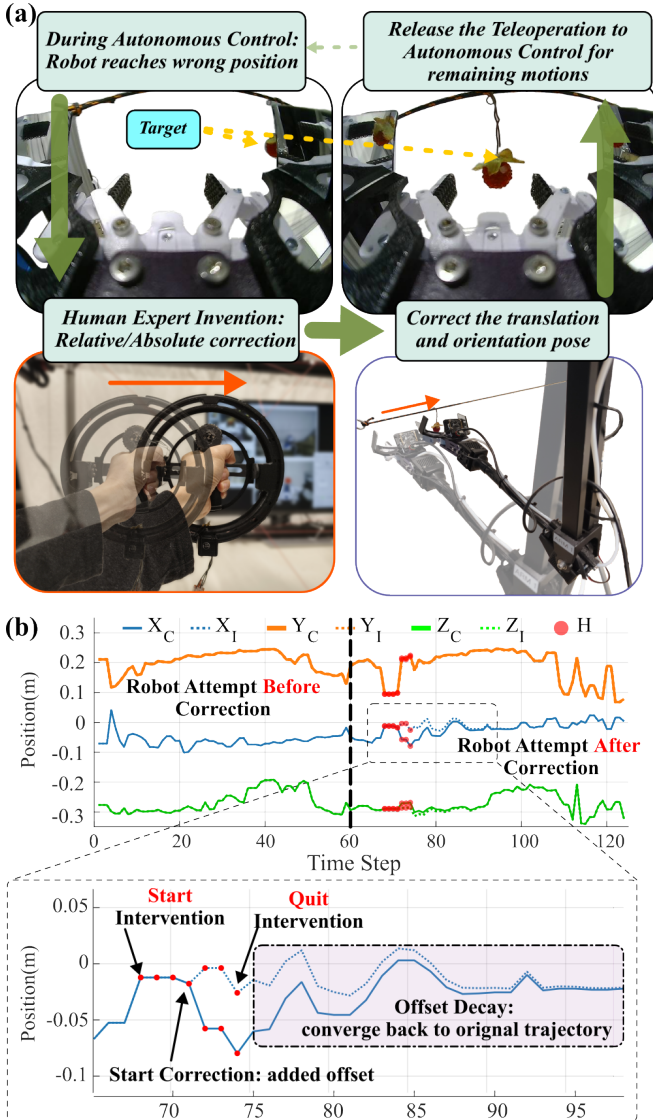 (a)
During Autonomous Control:
Robot reaches wrong position
Release the Teleoperation to
Autonomous Control for
remaining motions
Target
Human Expert Invention:
Relative/Absolute correction
Correct the translation
and orientation pose
(b)
X_C X_I Y_C Y_I Z_C Z_I H
0.3
0.2
0.1
0
-0.1
-0.2
-0.3
Position(m)
Robot Attempt Before
Correction
Robot Attempt After
Correction
0 20 40 60 80 100 120
Time Step
0.05
0
-0.05
-0.1
Position(m)
Start
Intervention
Quit
Intervention
Offset Decay:
converge back to orignal trajectory
Start Correction: added offset
70 75 80 85 90 95